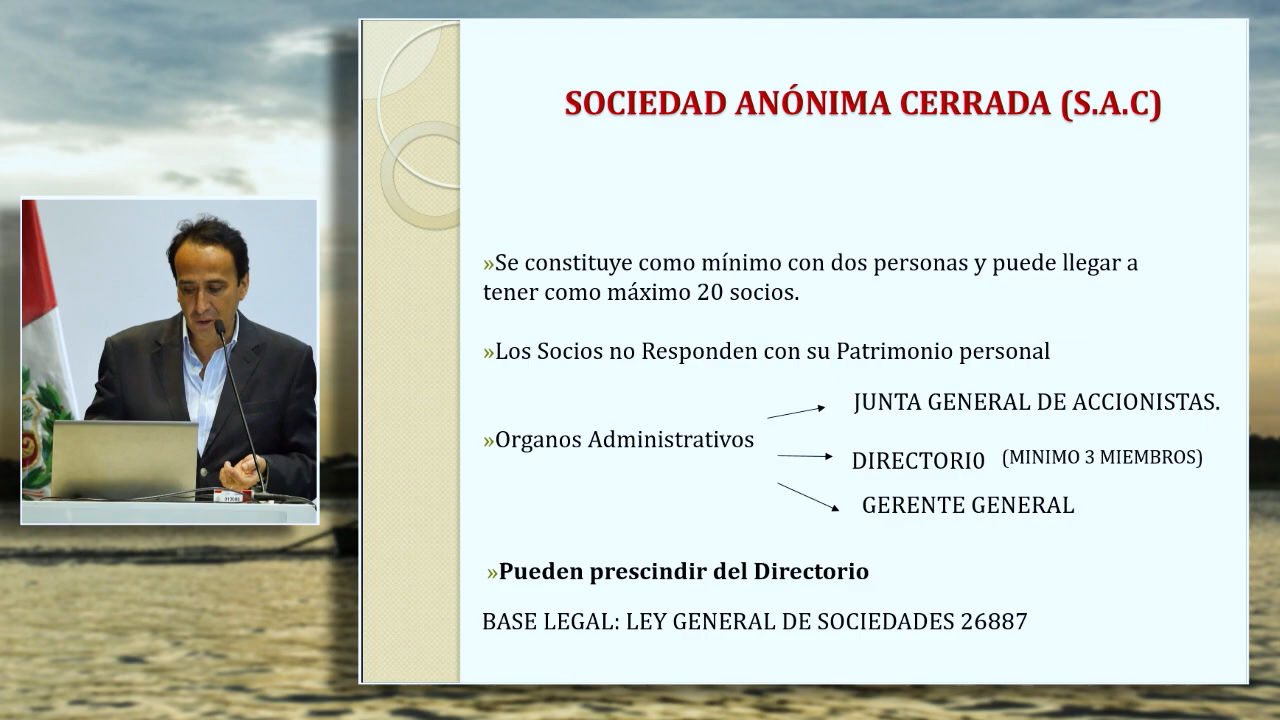 SOCIEDAD ANÓNIMA CERRADA (S.A.C)
»Se constituye como mínimo con dos personas y puede llegar a
tener como máximo 20 socios.
»Los Socios no Responden con su Patrimonio personal
»Organos Administrativos
JUNTA GENERAL DE ACCIONISTAS.
DIRECTORI0 (MINIMO 3 MIEMBROS)
GERENTE GENERAL
»Pueden prescindir del Directorio
BASE LEGAL: LEY GENERAL DE SOCIEDADES 26887